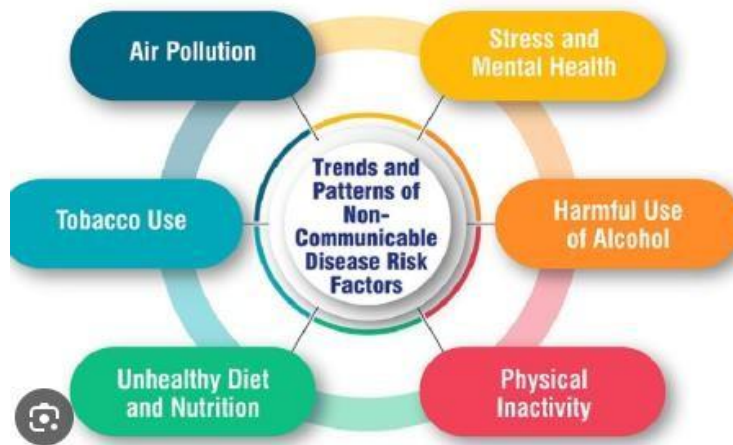 Air Pollution
Stress and
Mental Health
Trends and
Patterns of
Non-
Communicable
Disease Risk
Factors
Tobacco Use
Harmful Use
of Alcohol
Unhealthy Diet
and Nutrition
Physical
Inactivity